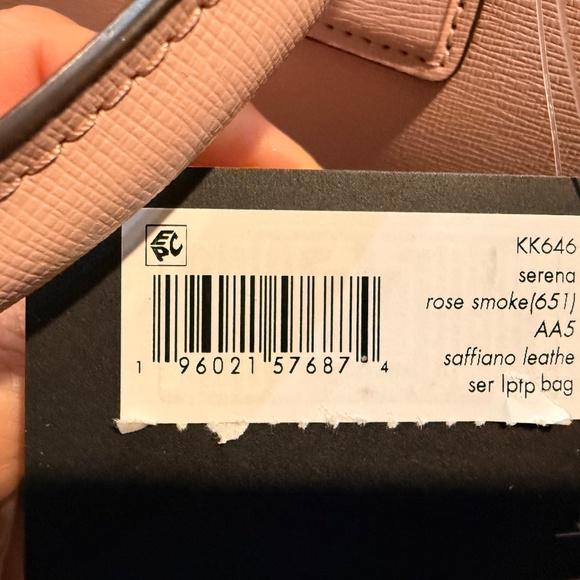 EPC
KK646
serena
rose smoke(651)
AA5
saffiano leathe
ser lptp bag
1 96021 57687 4